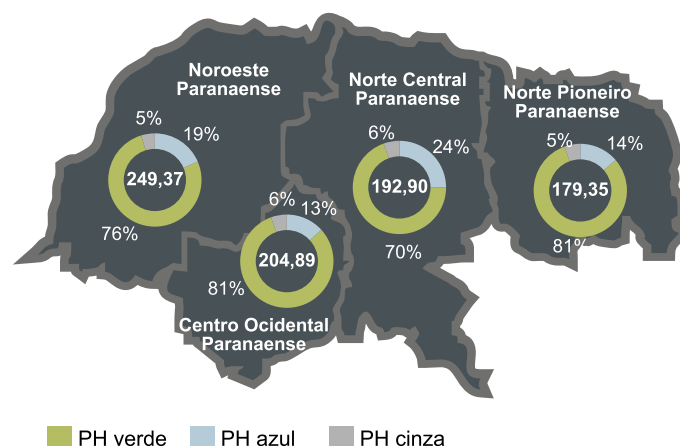 Noroeste
Paranaense
5%
19%
249,37
76%
Norte Central
Paranaense
6%
24%
192,90
70%
Norte Pioneiro
Paranaense
5%
14%
179,35
81%
6%
13%
204,89
81%
Centro Ocidental
Paranaense
PH verde PH azul PH cinza